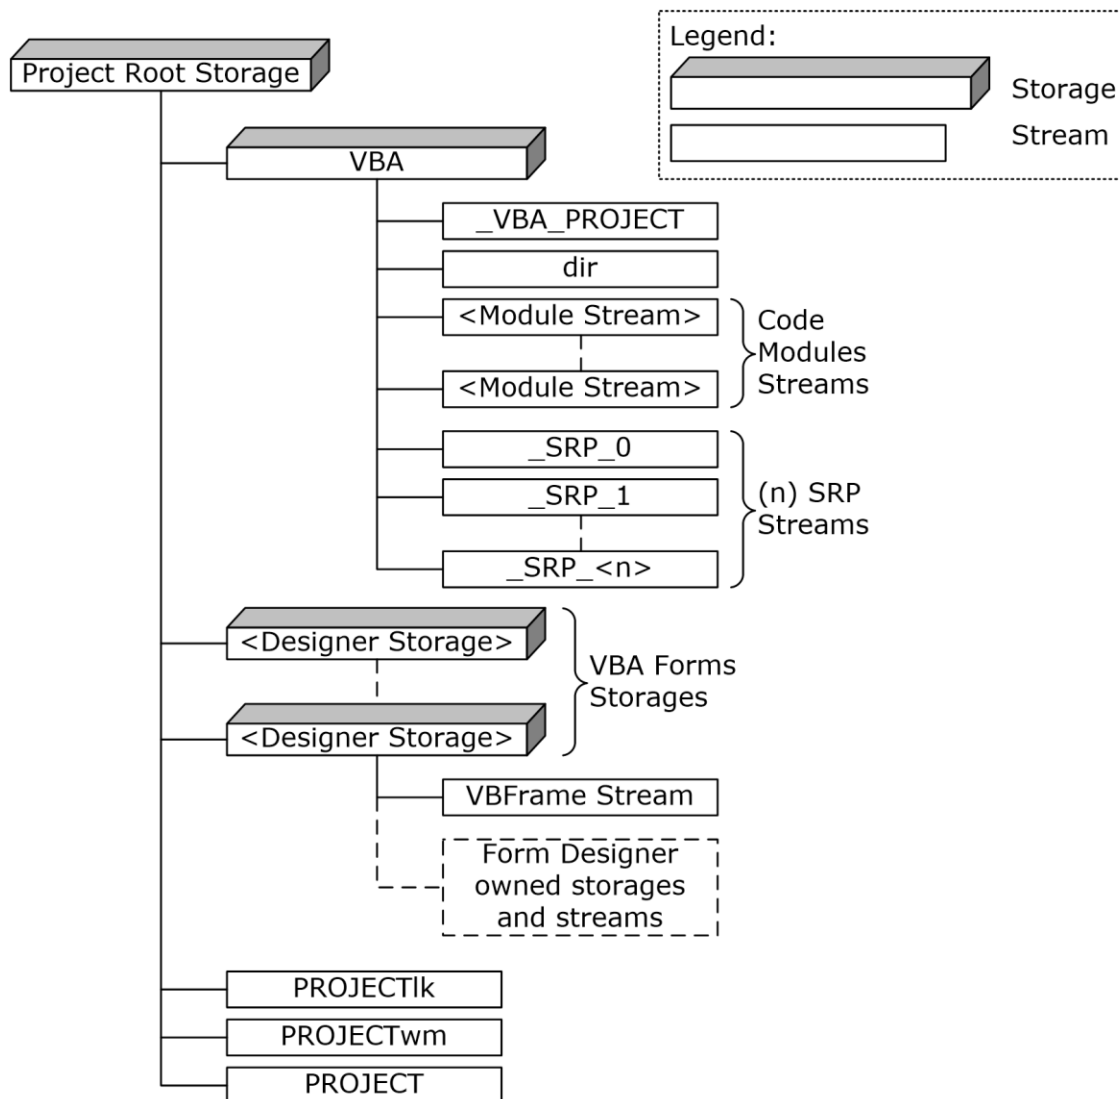 Project Root Storage
Legend:
Storage
Stream
VBA
_VBA_PROJECT
dir
<Module Stream>
<Module Stream>
Code
Modules
Streams
_SRP_0
_SRP_1
_SRP_<n>
(n) SRP
Streams
<Designer Storage>
<Designer Storage>
VBA Forms
Storages
VBFrame Stream
Form Designer
owned storages
and streams
PROJECTlk
PROJECTwm
PROJECT